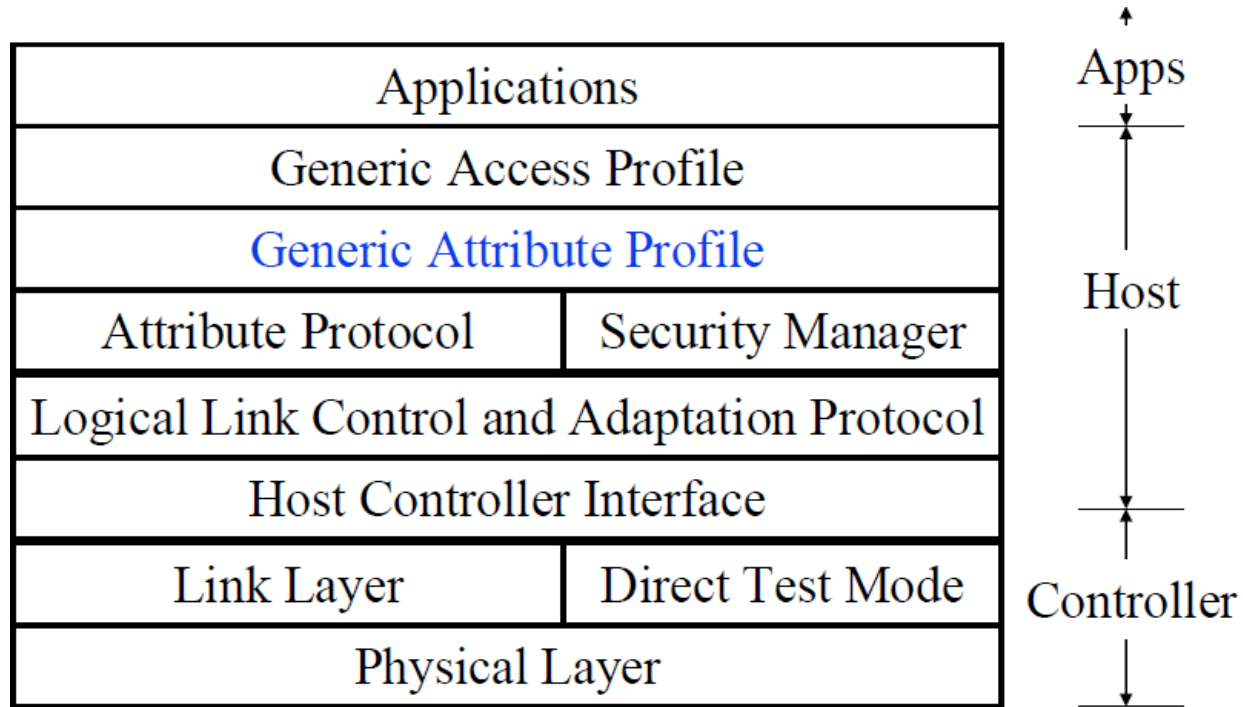 Applications
Generic Access Profile
Generic Attribute Profile
Attribute Protocol
Security Manager
Logical Link Control and Adaptation Protocol
Host Controller Interface
Link Layer
Direct Test Mode
Physical Layer
Apps
Host
Controller